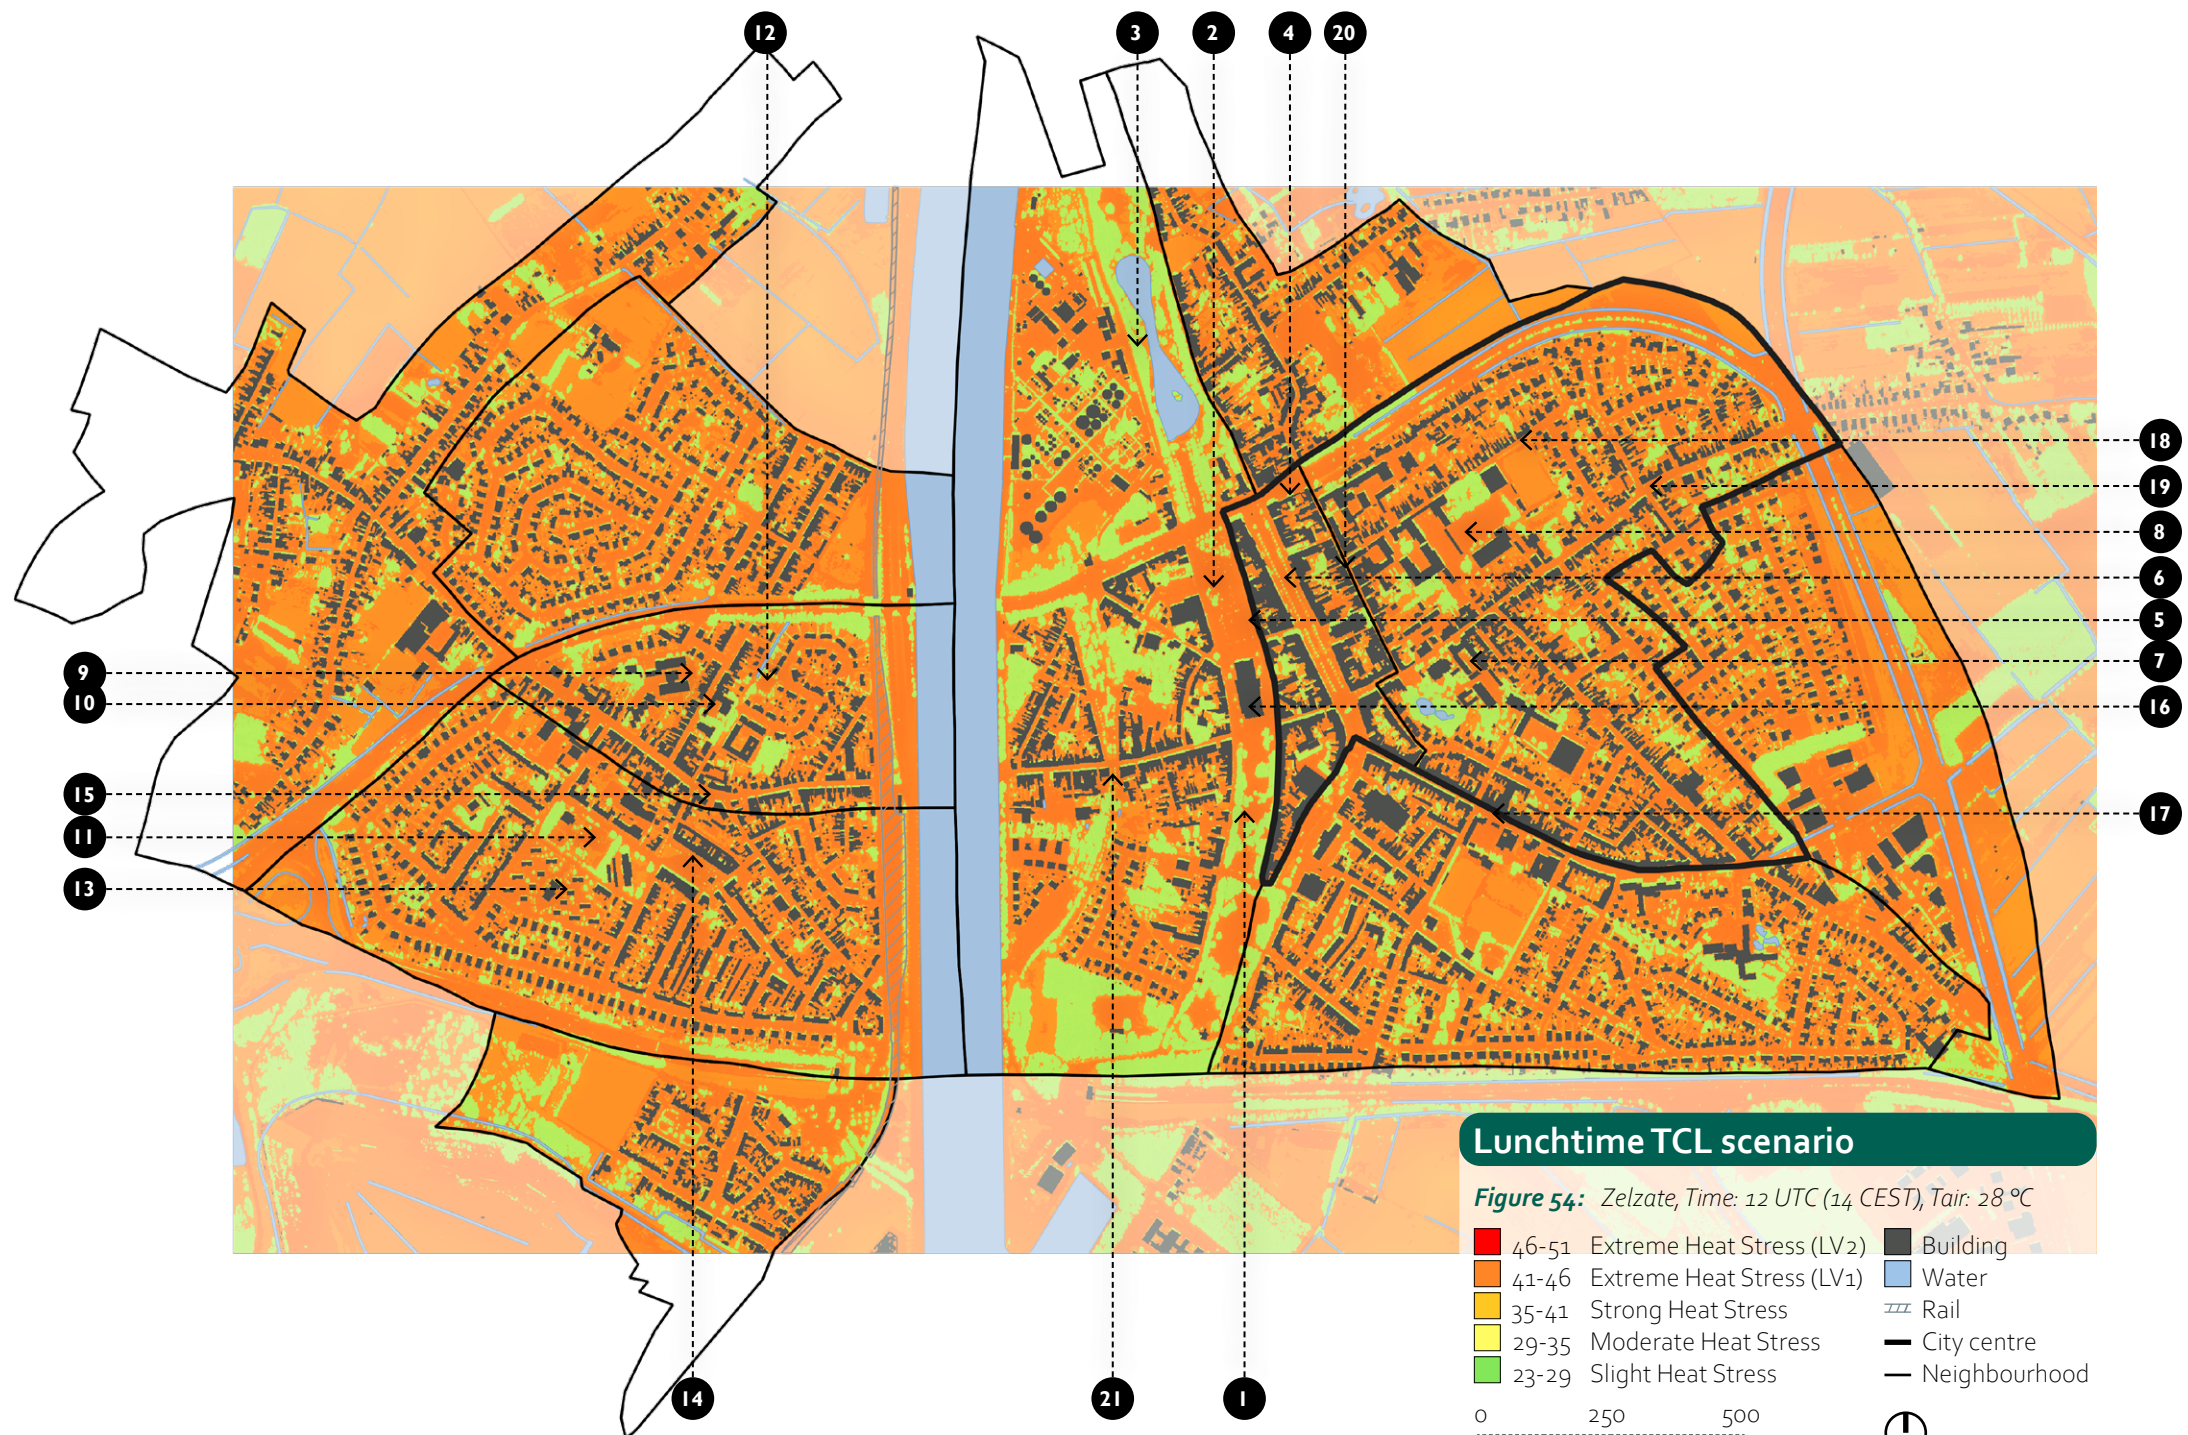 12
3
2
4
20
18
19
8
6
5
7
16
17
9
10
15
11
13
14
21
1
Lunchtime TCL scenario
Figure 54: Zelzate, Time: 12 UTC (14 CEST), Tair: 28 °C
46-51 Extreme Heat Stress (LV2)
41-46 Extreme Heat Stress (LV1)
35-41 Strong Heat Stress
29-35 Moderate Heat Stress
23-29 Slight Heat Stress
Building
Water
Rail
City centre
Neighbourhood
0 250 500